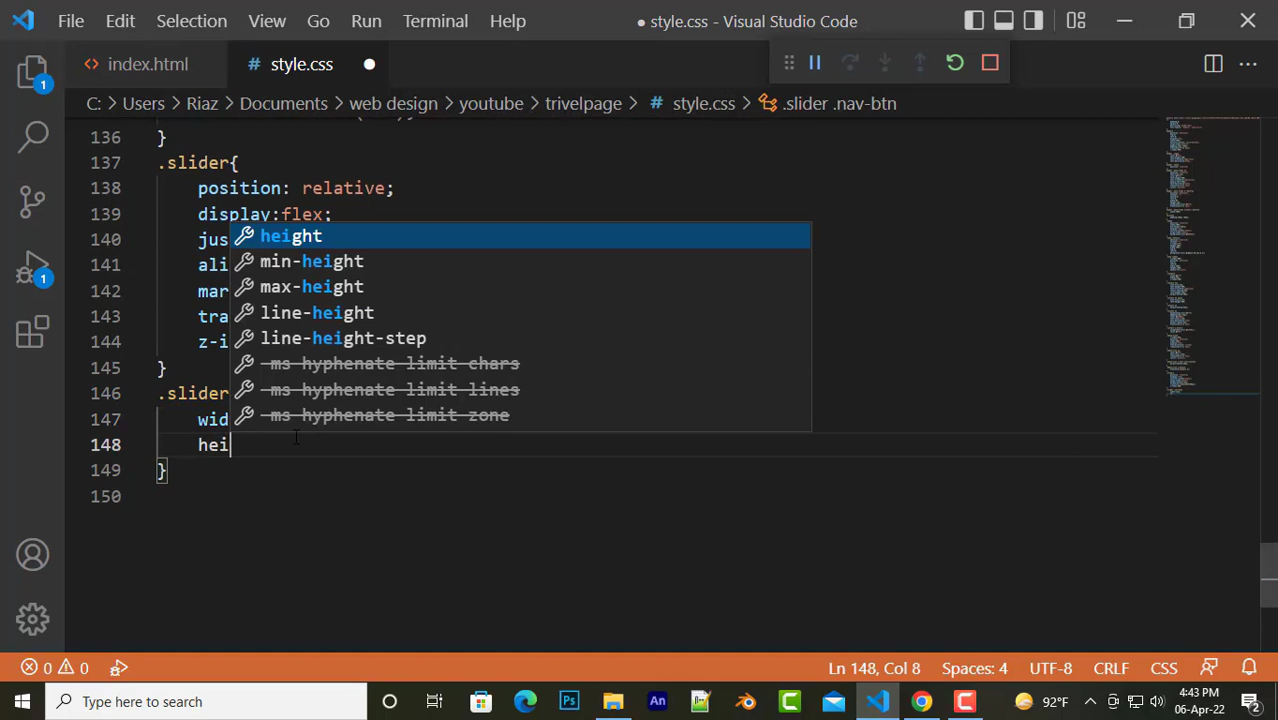 File Edit Selection View Go Run Terminal Help
● style.css - Visual Studio Code
<> index.html
# style.css ●
C: > Users > Riaz > Documents > web design > youtube > trivelpage > # style.css > .slider .nav-btn
136 }
137 .slider{
138 position: relative;
139 display:flex;
140 jus
141 ali
142 mar
143 tra
144 z-i
145 }
146 .slider
147 wid
148 hei
149 }
150
height
min-height
max-height
line-height
line-height-step
ms hyphenate limit chars
ms hyphenate limit lines
ms hyphenate limit zone
1
1
0 0
Ln 148, Col 8 Spaces: 4 UTF-8 CRLF CSS
Type here to search
Ps
An
92°F
4:43 PM
06-Apr-22
2